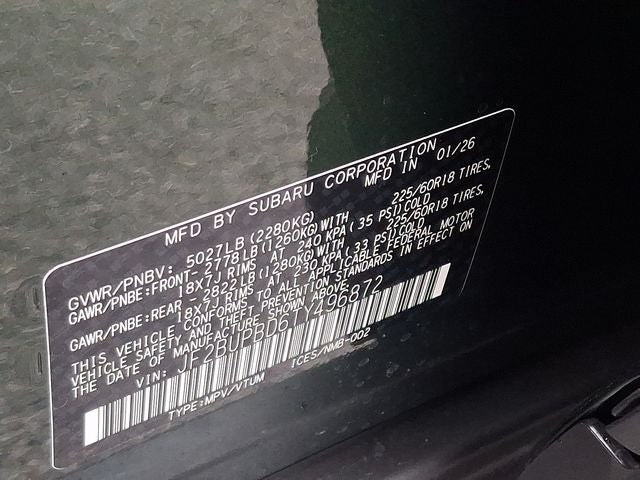 MFD BY SUBARU CORPORATION
MFD IN 01/26
GVWR/PNBV: 5027LB(2280KG)
GAWR/PNBE:FRONT-2778LB(1260KG)WITH 225/60R18 TIRES,
18X7J RIMS AT 240 KPA(35 PSI)COLD
GAWR/PNBE:REAR -2822LB(1280KG)WITH 225/60R18 TIRES,
18X7J RIMS AT 230 KPA(33 PSI)COLD
THIS VEHICLE CONFORMS TO ALL APPLICABLE FEDERAL MOTOR
VEHICLE SAFETY AND THEFT PREVENTION STANDARDS IN EFFECT ON
THE DATE OF MANUFACTURE SHOWN ABOVE.
VIN: JF2BUPBD6TY496872
TYPE:MPV/VTUM ICES/NMB-002